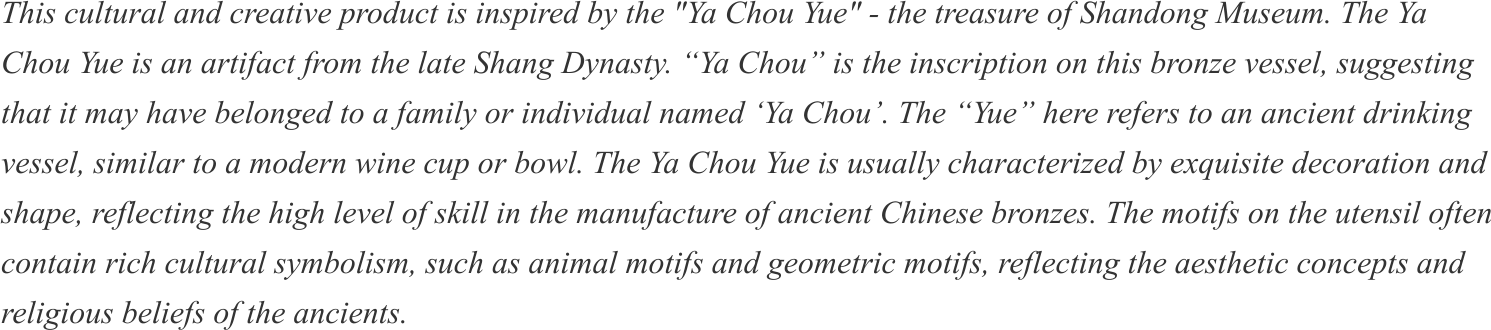 This cultural and creative product is inspired by the "Ya Chou Yue" - the treasure of Shandong Museum. The Ya
Chou Yue is an artifact from the late Shang Dynasty. “Ya Chou” is the inscription on this bronze vessel, suggesting
that it may have belonged to a family or individual named ‘Ya Chou’. The “Yue” here refers to an ancient drinking
vessel, similar to a modern wine cup or bowl. The Ya Chou Yue is usually characterized by exquisite decoration and
shape, reflecting the high level of skill in the manufacture of ancient Chinese bronzes. The motifs on the utensil often
contain rich cultural symbolism, such as animal motifs and geometric motifs, reflecting the aesthetic concepts and
religious beliefs of the ancients.